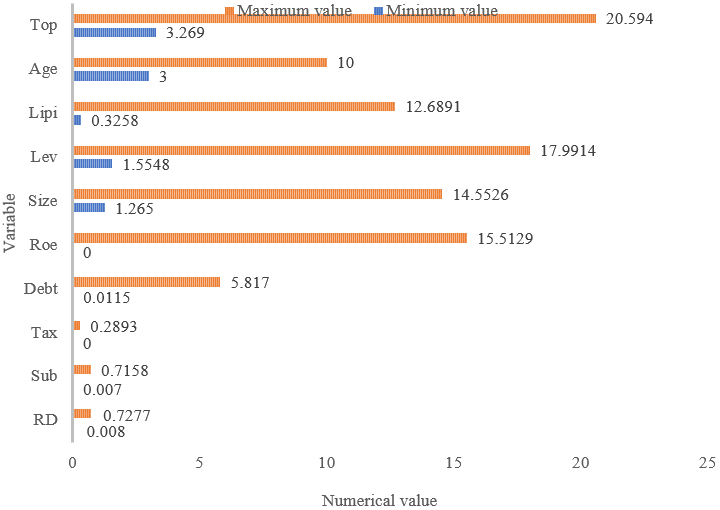 Maximum value Minimum value
Top 20.594
3.269
Age 10
3
Lipi 12.6891
0.3258
Lev 17.9914
1.5548
Size 14.5526
1.265
Roe 15.5129
0
Debt 5.817
0.0115
Tax 0.2893
0
Sub 0.7158
0.007
RD 0.7277
0.008
Variable
0 5 10 15 20 25
Numerical value